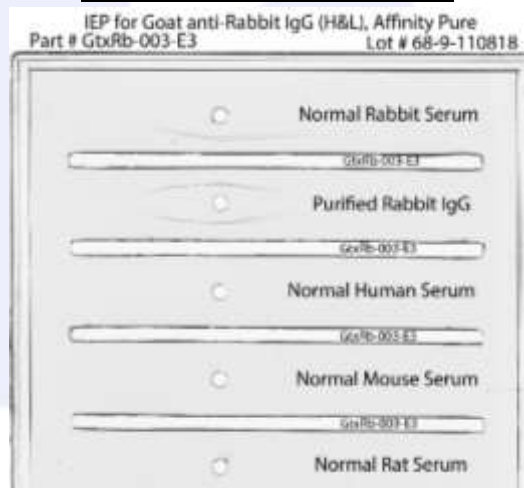 IEP for Goat anti-Rabbit IgG (H&L), Affinity Pure
Part # GtxRb-003-E3 Lot # 68-9-110818
Normal Rabbit Serum
GtxRb-003-E3
Purified Rabbit IgG
GtxRb-003-E3
Normal Human Serum
GtxRb-003-E3
Normal Mouse Serum
GtxRb-003-E3
Normal Rat Serum